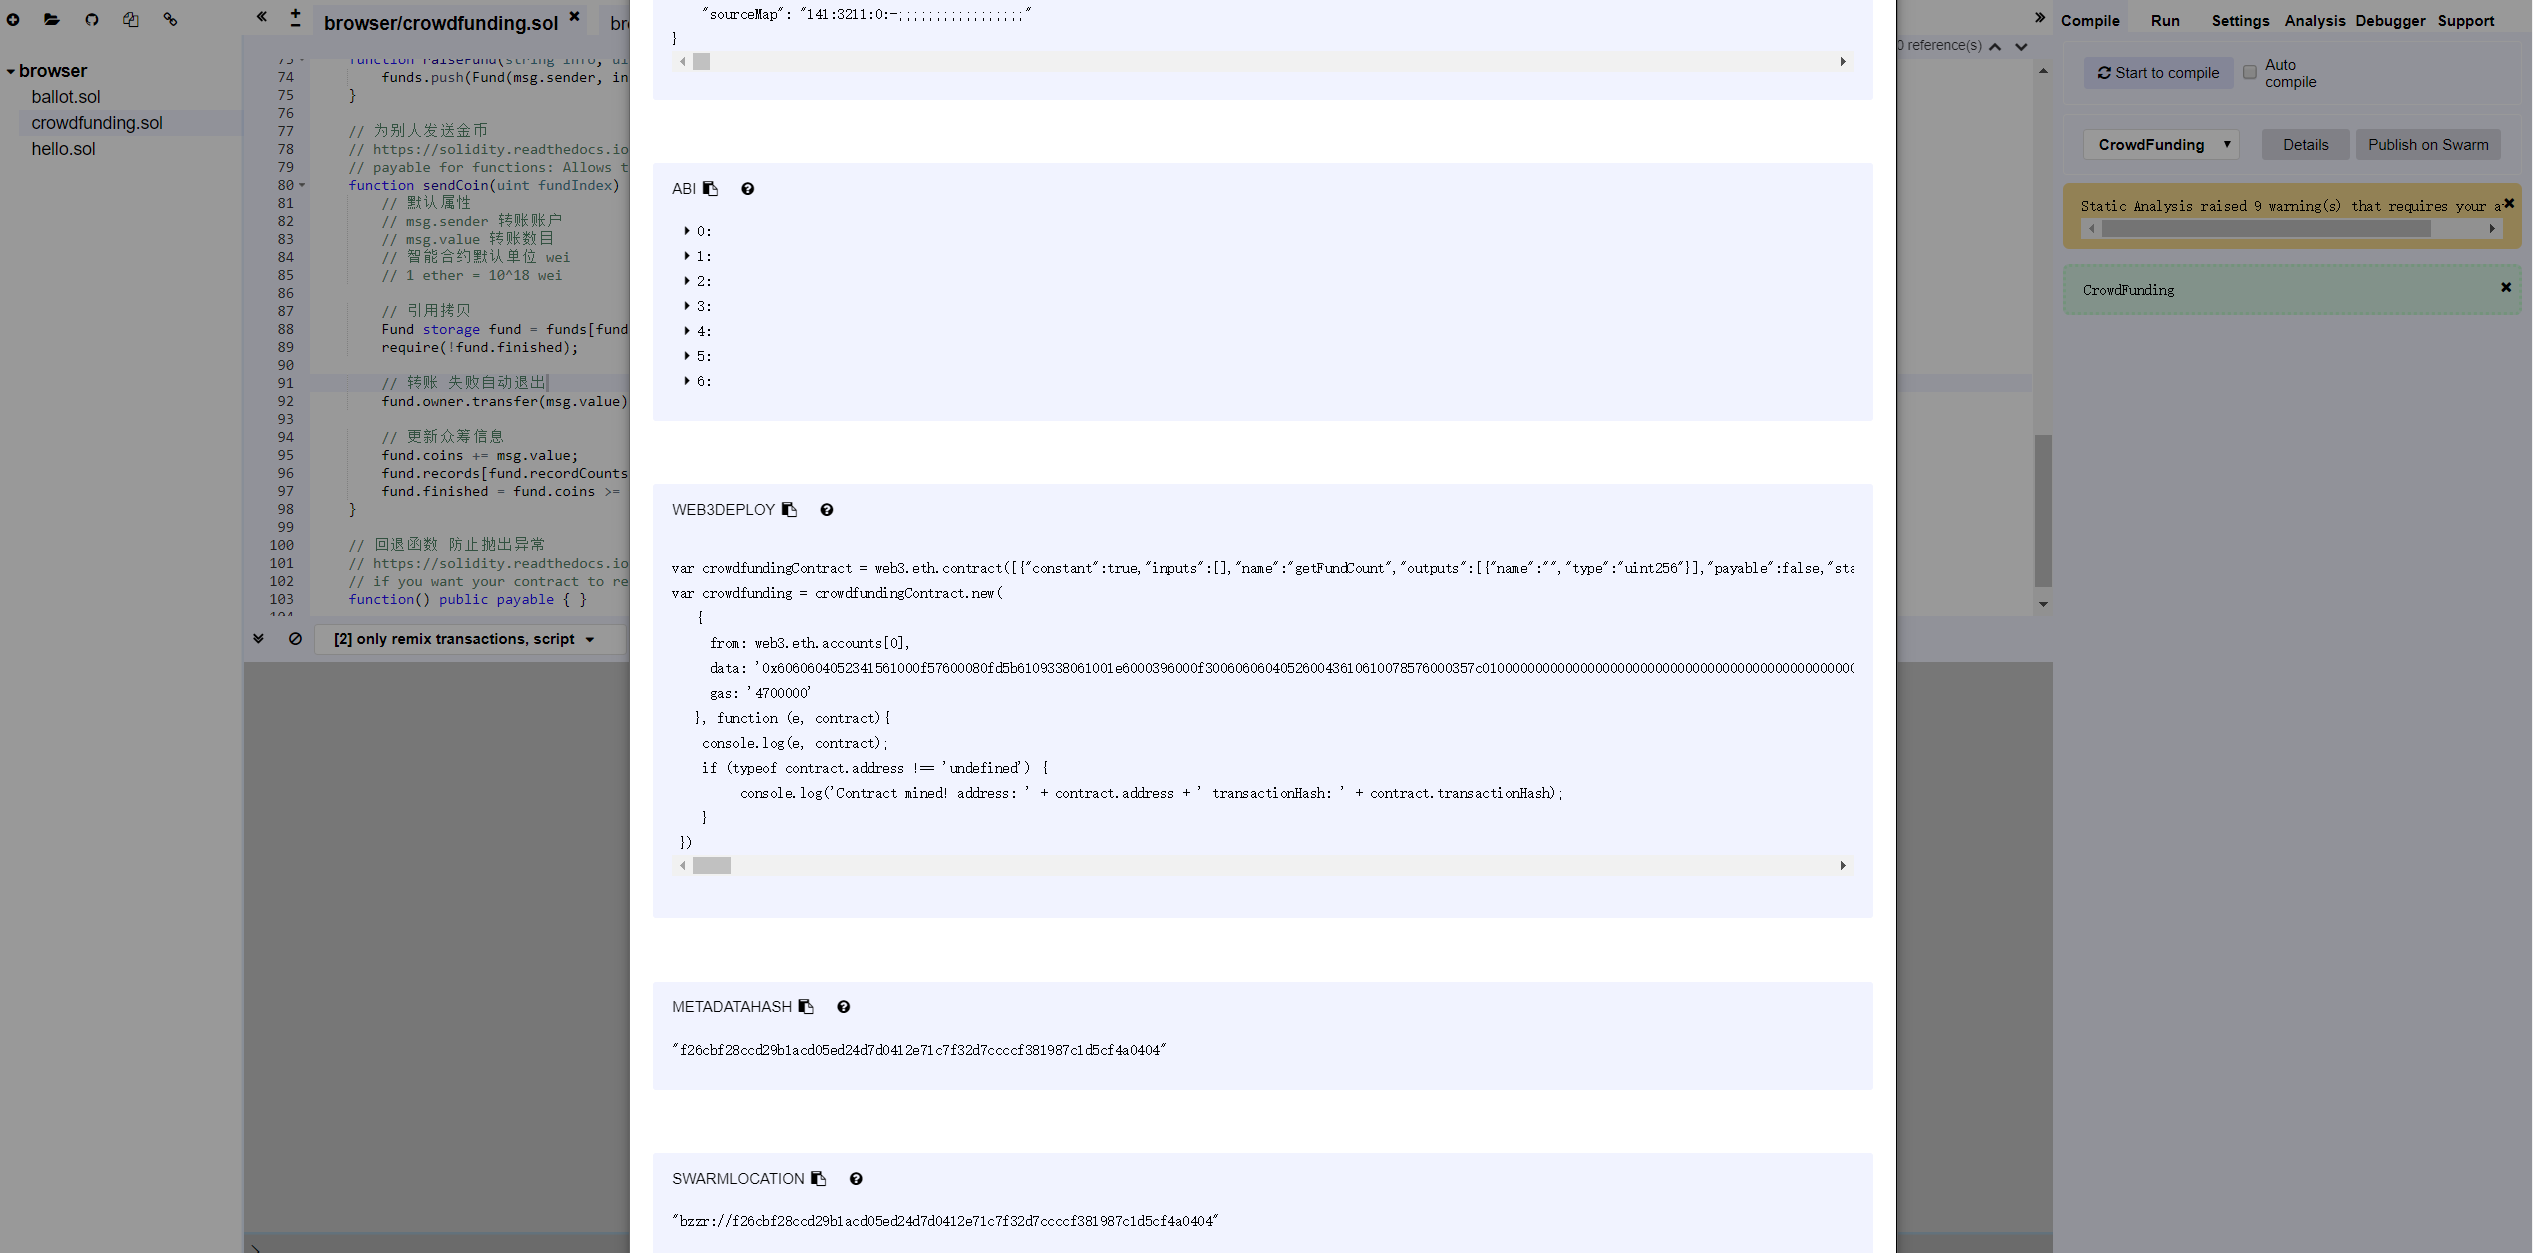 browser/crowdfunding.sol
br
browser
ballot.sol
crowdfunding.sol
hello.sol
73 function raiseFund(string info, ui
74 funds.push(Fund(msg.sender, in
75 }
76
77 // 为别人发送金币
78 // https://solidity.readthedocs.io
79 // payable for functions: Allows t
80 function sendCoin(uint fundIndex)
81 // 默认属性
82 // msg.sender 转账账户
83 // msg.value 转账数目
84 // 智能合约默认单位 wei
85 // 1 ether = 10^18 wei
86
87 // 引用拷贝
88 Fund storage fund = funds[fund
89 require(!fund.finished);
90
91 // 转账 失败自动退出
92 fund.owner.transfer(msg.value)
93
94 // 更新众筹信息
95 fund.coins += msg.value;
96 fund.records[fund.recordCounts
97 fund.finished = fund.coins >=
98 }
99
100 // 回退函数 防止抛出异常
101 // https://solidity.readthedocs.io
102 // if you want your contract to re
103 function() public payable { }
104
[2] only remix transactions, script
"sourceMap": "141:3211:0:-;;;;;;;;;;;;;;;;;"
}
ABI
0:
1:
2:
3:
4:
5:
6:
WEB3DEPLOY
var crowdfundingContract = web3.eth.contract([{"constant":true,"inputs":[],"name":"getFundCount","outputs":[{"name":"","type":"uint256"}],"payable":false,"sta
var crowdfunding = crowdfundingContract.new(
{
from: web3.eth.accounts[0],
gas: '4700000'
}, function (e, contract){
console.log(e, contract);
if (typeof contract.address !== 'undefined') {
console.log('Contract mined! address: ' + contract.address + ' transactionHash: ' + contract.transactionHash);
}
})
METADATAHASH
"f26cbf28ccd29b1acd05ed24d7d0412e71c7f32d7ccccf381987c1d5cf4a0404"
SWARMLOCATION
"bzzr://f26cbf28ccd29b1acd05ed24d7d0412e71c7f32d7ccccf381987c1d5cf4a0404"
0 reference(s)
Compile Run Settings Analysis Debugger Support
Start to compile
Auto compile
CrowdFunding
Details
Publish on Swarm
Static Analysis raised 9 warning(s) that requires your a
CrowdFunding